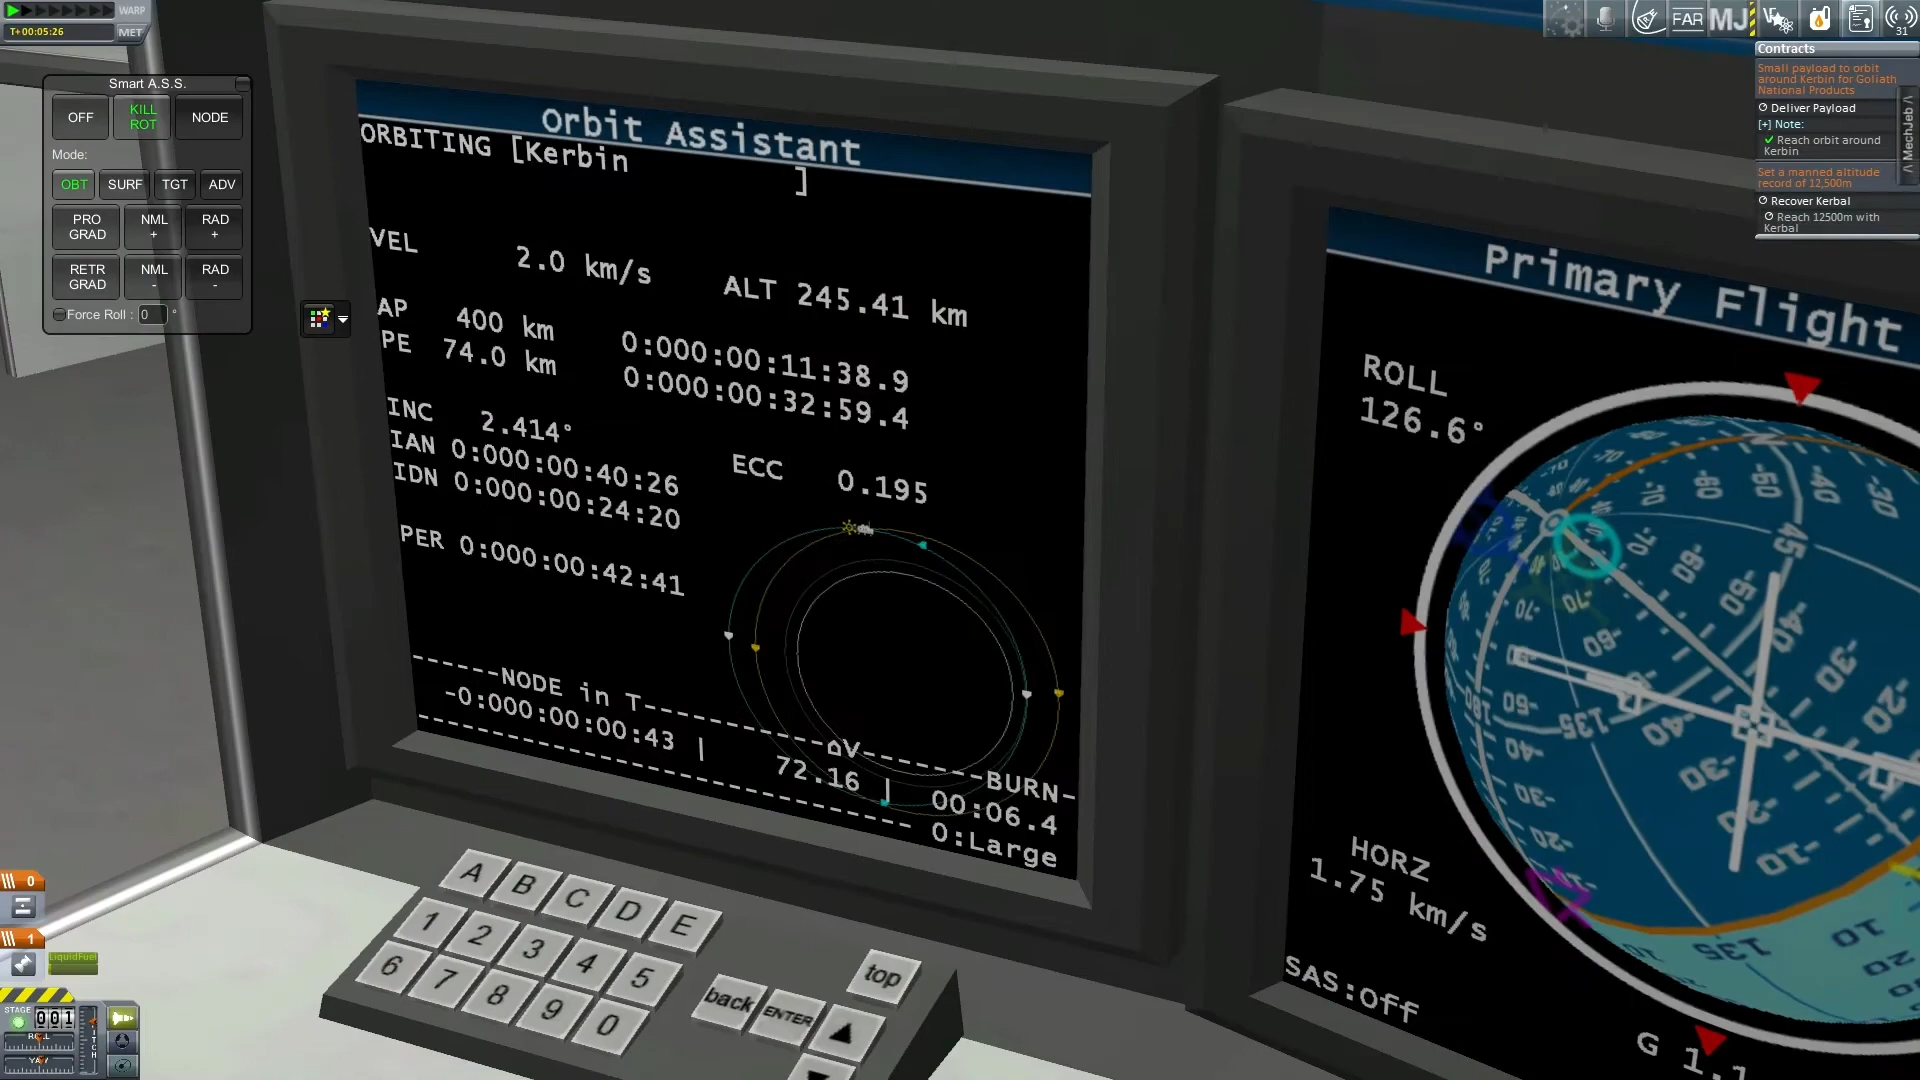 WARP
T+00:05:26
MET
Smart A.S.S.
OFF
KILL ROT
NODE
Mode:
OBT
SURF
TGT
ADV
PRO GRAD
NML +
RAD +
RETR GRAD
NML -
RAD -
Force Roll : 0 °
FAR
MJ
31
Contracts
Small payload to orbit
around Kerbin for Goliath
National Products
Deliver Payload
[+] Note:
Reach orbit around
Kerbin
Set a manned altitude
record of 12,500m
Recover Kerbal
Reach 12500m with
Kerbal
\/ MechJeb \/
Orbit Assistant
ORBITING [Kerbin ]
VEL 2.0 km/s ALT 245.41 km
AP 400 km 0:000:00:11:38.9
PE 74.0 km 0:000:00:32:59.4
INC 2.414°
IAN 0:000:00:40:26 ECC 0.195
IDN 0:000:00:24:20
PER 0:000:00:42:41
------NODE in T----------ΔV--------BURN-
-0:000:00:00:43 | 72.16 | 00:06.4
0:Large
Primary Flight
ROLL
126.6°
HORZ
1.75 km/s
SAS:Off
G 1.1
A B C D E
1 2 3 4 5
6 7 8 9 0
back
ENTER
top
0
1
LiquidFuel
STAGE
001
ROLL
YAW
PITCH